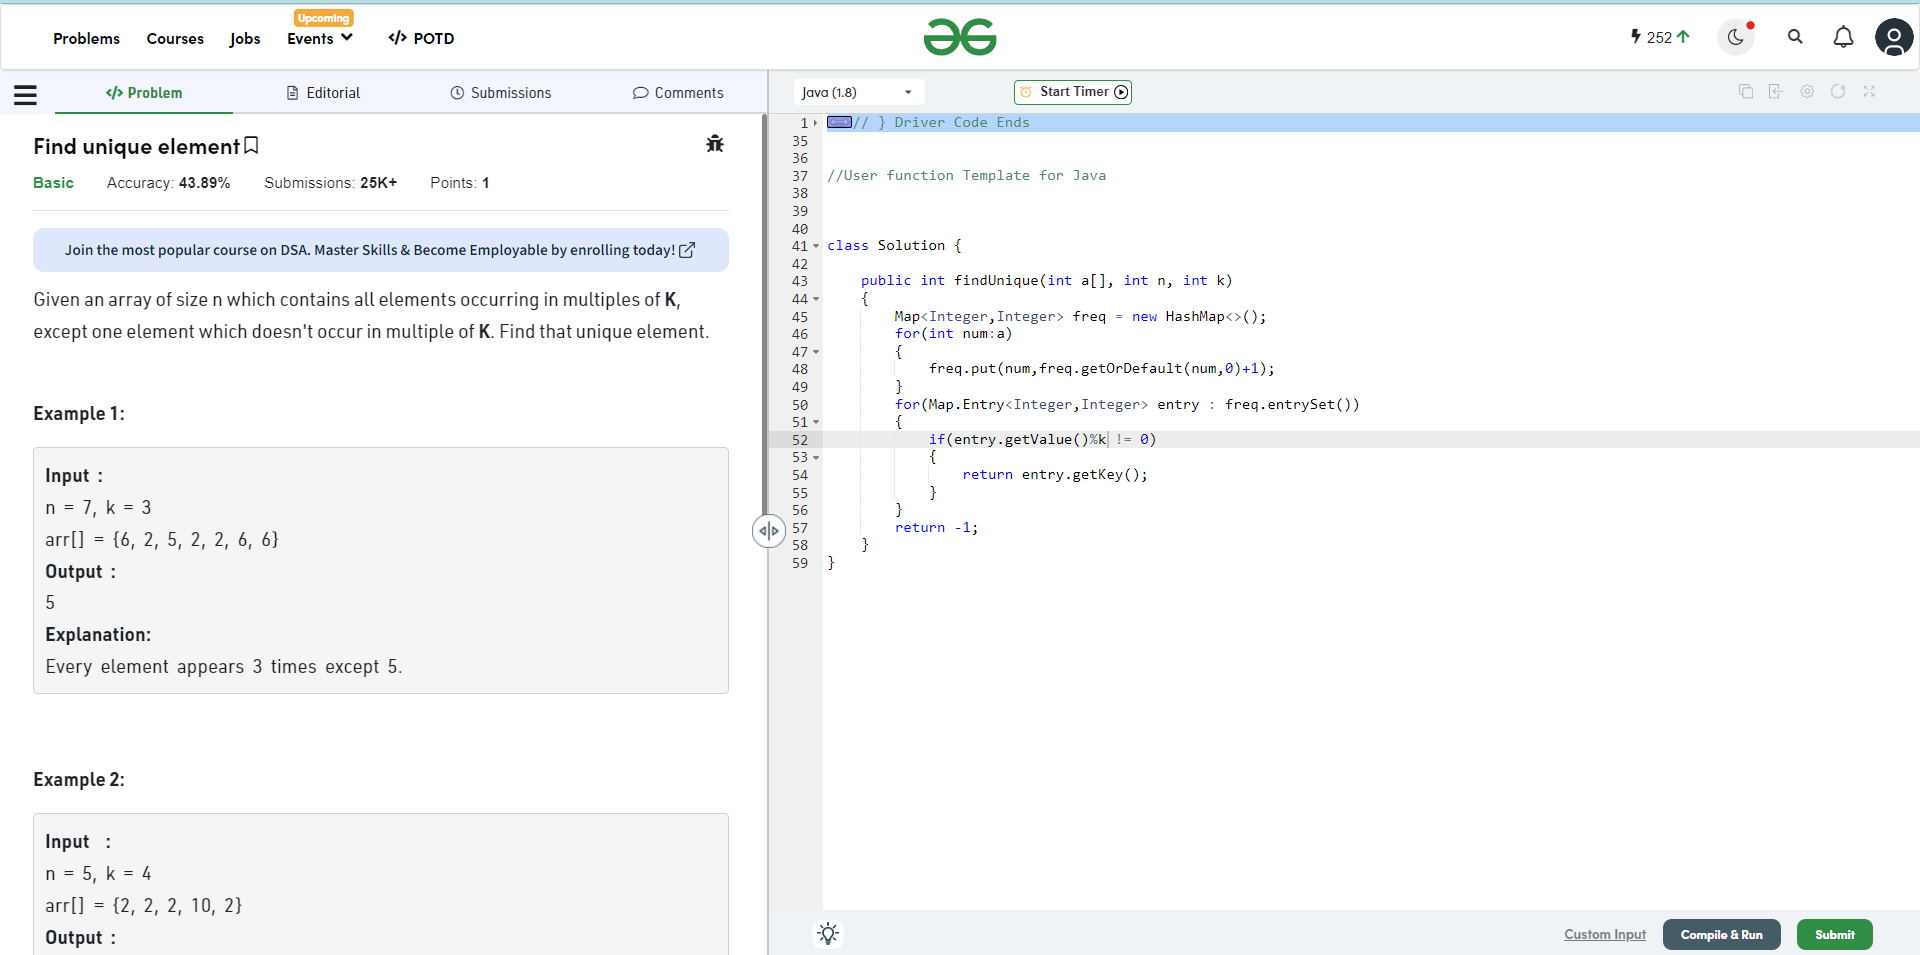 Problems Courses Jobs Upcoming Events </> POTD
252
</> Problem Editorial Submissions Comments
Find unique element
Basic Accuracy: 43.89% Submissions: 25K+ Points: 1
Join the most popular course on DSA. Master Skills & Become Employable by enrolling today!
Given an array of size n which contains all elements occurring in multiples of K,
except one element which doesn't occur in multiple of K. Find that unique element.
Example 1:
Input :
n = 7, k = 3
arr[] = {6, 2, 5, 2, 2, 6, 6}
Output :
5
Explanation:
Every element appears 3 times except 5.
Example 2:
Input :
n = 5, k = 4
arr[] = {2, 2, 2, 10, 2}
Output :
Java (1.8) Start Timer
1 // } Driver Code Ends
35
36
37 //User function Template for Java
38
39
40
41 class Solution {
42
43 public int findUnique(int a[], int n, int k)
44 {
45 Map<Integer,Integer> freq = new HashMap<>();
46 for(int num:a)
47 {
48 freq.put(num,freq.getOrDefault(num,0)+1);
49 }
50 for(Map.Entry<Integer,Integer> entry : freq.entrySet())
51 {
52 if(entry.getValue()%k != 0)
53 {
54 return entry.getKey();
55 }
56 }
57 return -1;
58 }
59 }
Custom Input Compile & Run Submit